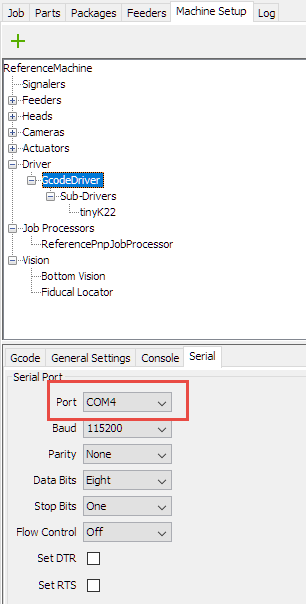 Job Parts Packages Feeders Machine Setup Log
ReferenceMachine
Signalers
Feeders
Heads
Cameras
Actuators
Driver
GcodeDriver
Sub-Drivers
tinyK22
Job Processors
ReferencePnpJobProcessor
Vision
Bottom Vision
Fiducal Locator
Gcode General Settings Console Serial
Serial Port
Port COM4
Baud 115200
Parity None
Data Bits Eight
Stop Bits One
Flow Control Off
Set DTR
Set RTS